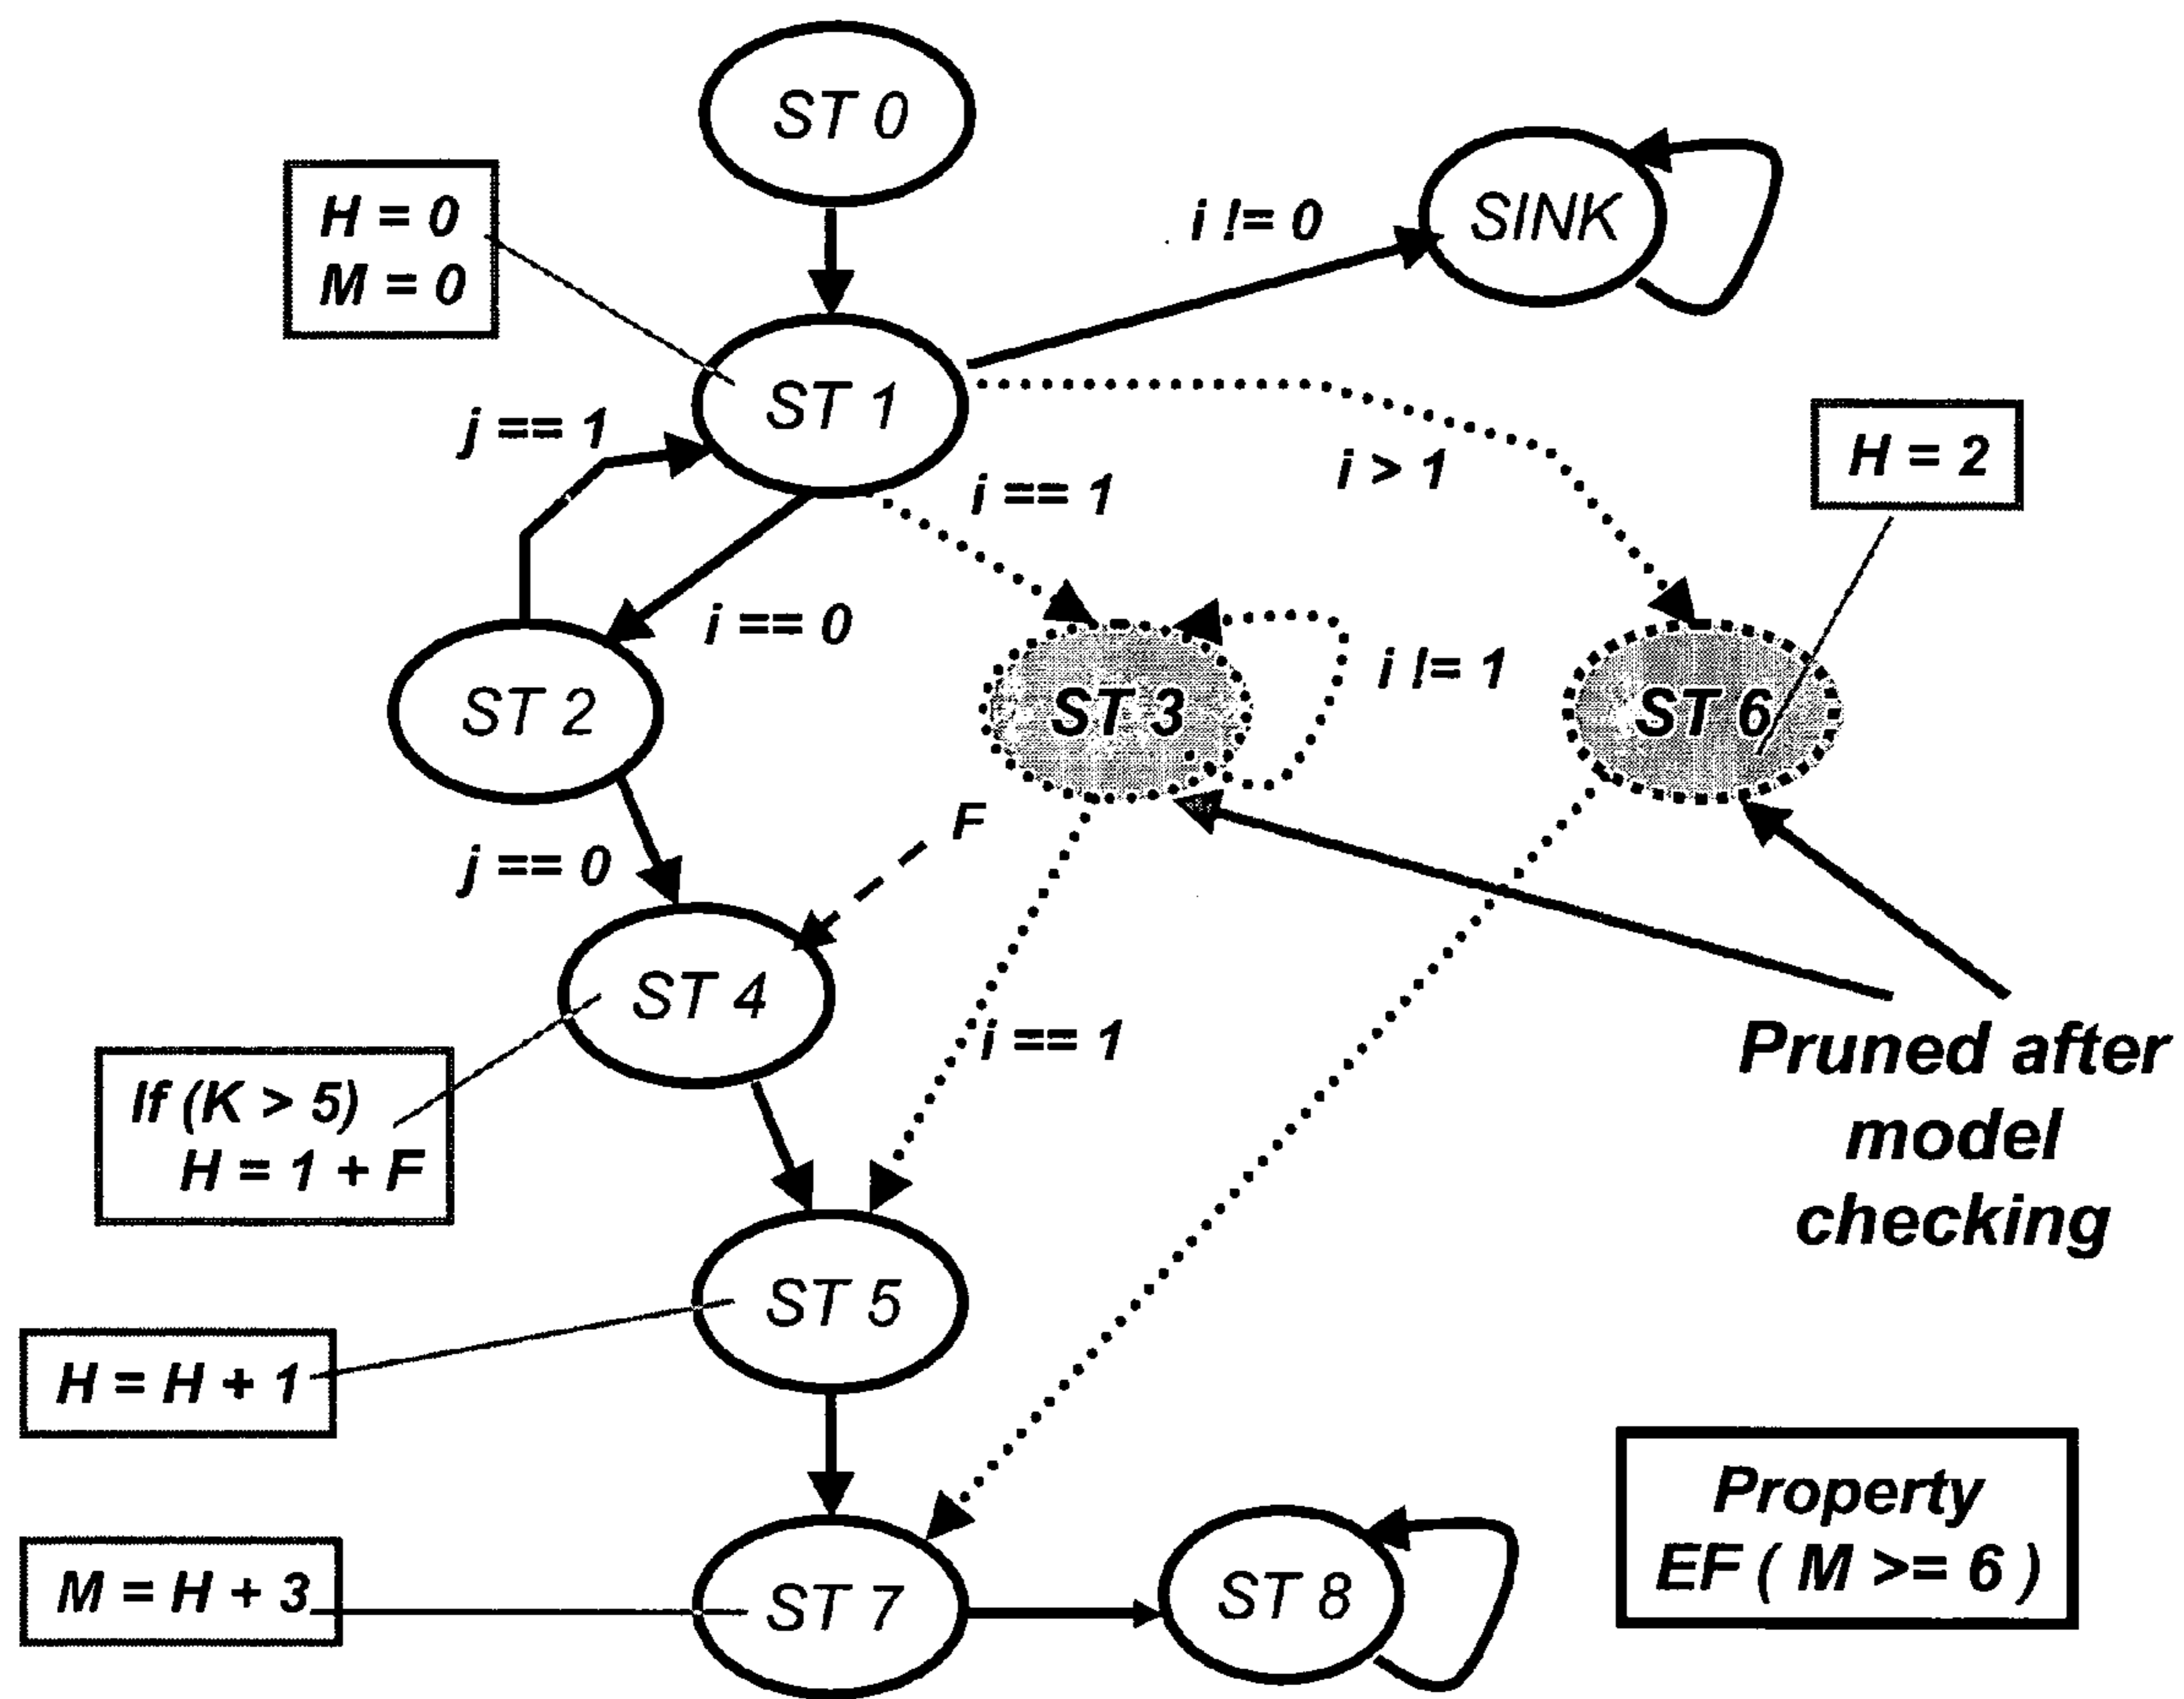 ST 0
H = 0
M = 0
i != 0
SINK
ST 1
j == 1
i == 1
i > 1
H = 2
i == 0
ST 2
ST 3
i != 1
ST 6
F
j == 0
ST 4
i == 1
Pruned after
model
checking
If (K > 5)
H = 1 + F
ST 5
H = H + 1
M = H + 3
ST 7
ST 8
Property
EF ( M >= 6 )